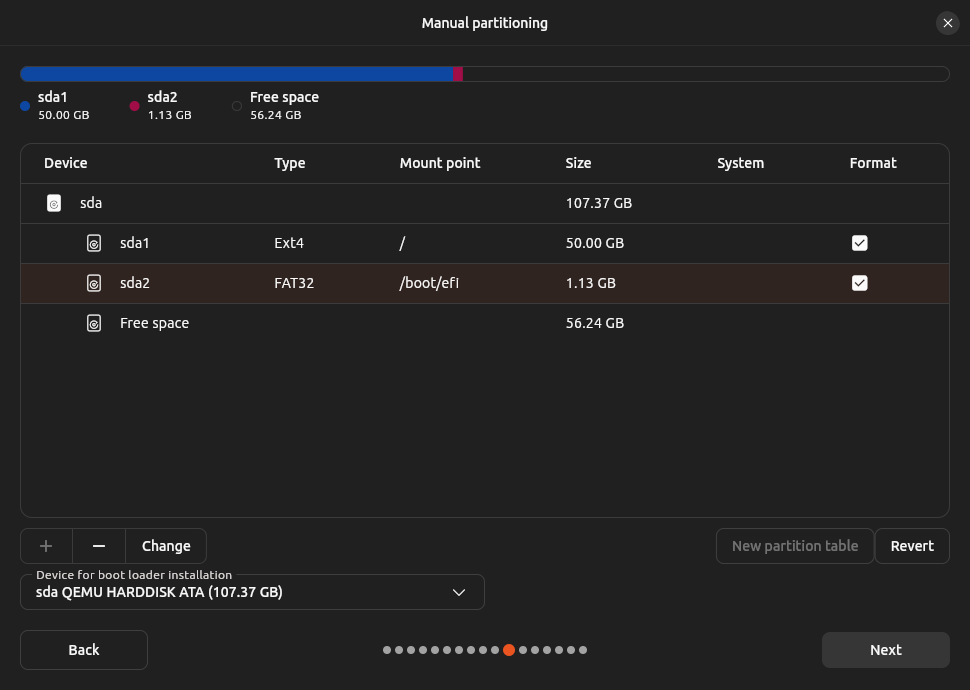 Manual partitioning
sda1 sda2 Free space
50.00 GB 1.13 GB 56.24 GB
Device Type Mount point Size System Format
sda 107.37 GB
sda1 Ext4 / 50.00 GB
sda2 FAT32 /boot/efi 1.13 GB
Free space 56.24 GB
+ − Change New partition table Revert
Device for boot loader installation
sda QEMU HARDDISK ATA (107.37 GB)
Back Next